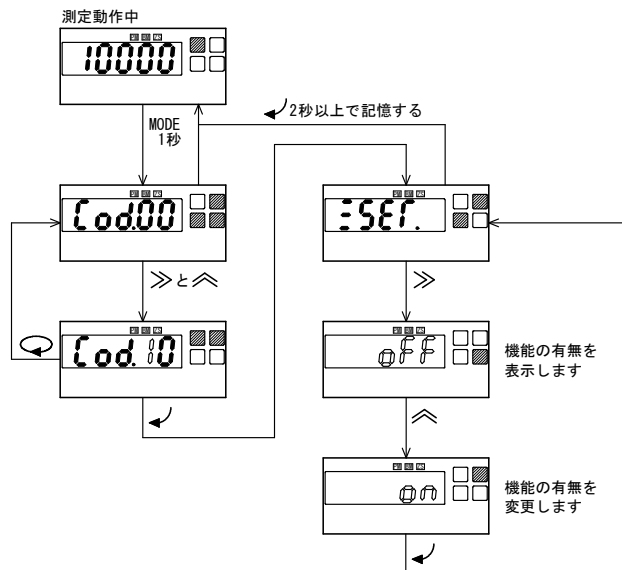 測定動作中
10000
MODE
1秒
2秒以上で記憶する
Cod.00
ΞSET.
≫と︽
Cod.10
≫
oFF
機能の有無を
表示します
︽
on
機能の有無を
変更します